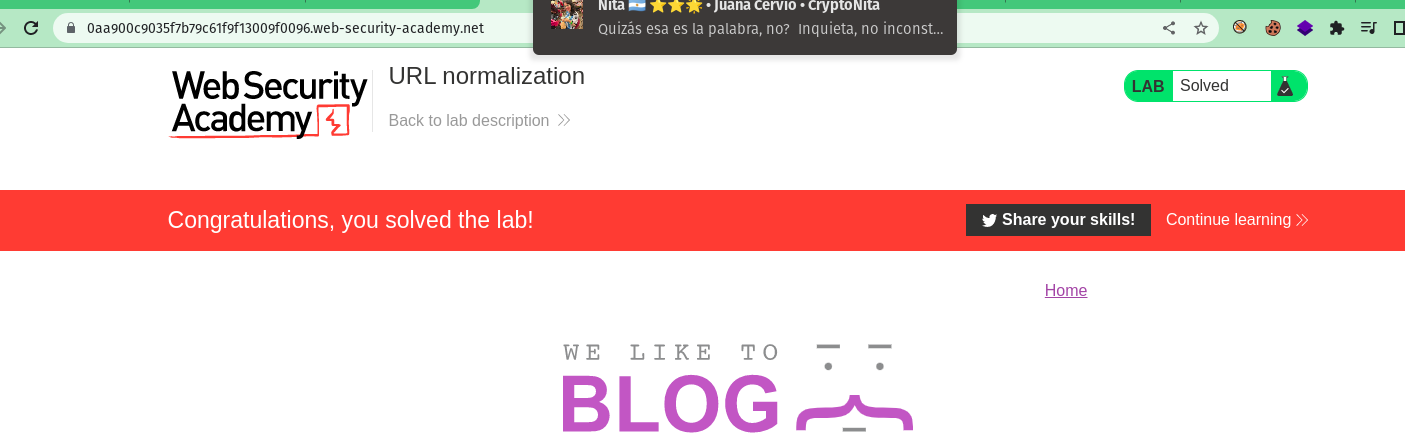 Nita 🇦🇷 ⭐⭐🌟 • Juana Cervio • CryptoNita
0aa900c9035f7b79c61f9f13009f0096.web-security-academy.net
Quizás esa es la palabra, no? Inquieta, no inconst...
Web Security
Academy
URL normalization
Back to lab description
LAB Solved
Congratulations, you solved the lab!
Share your skills!
Continue learning
Home
WE LIKE TO
BLOG